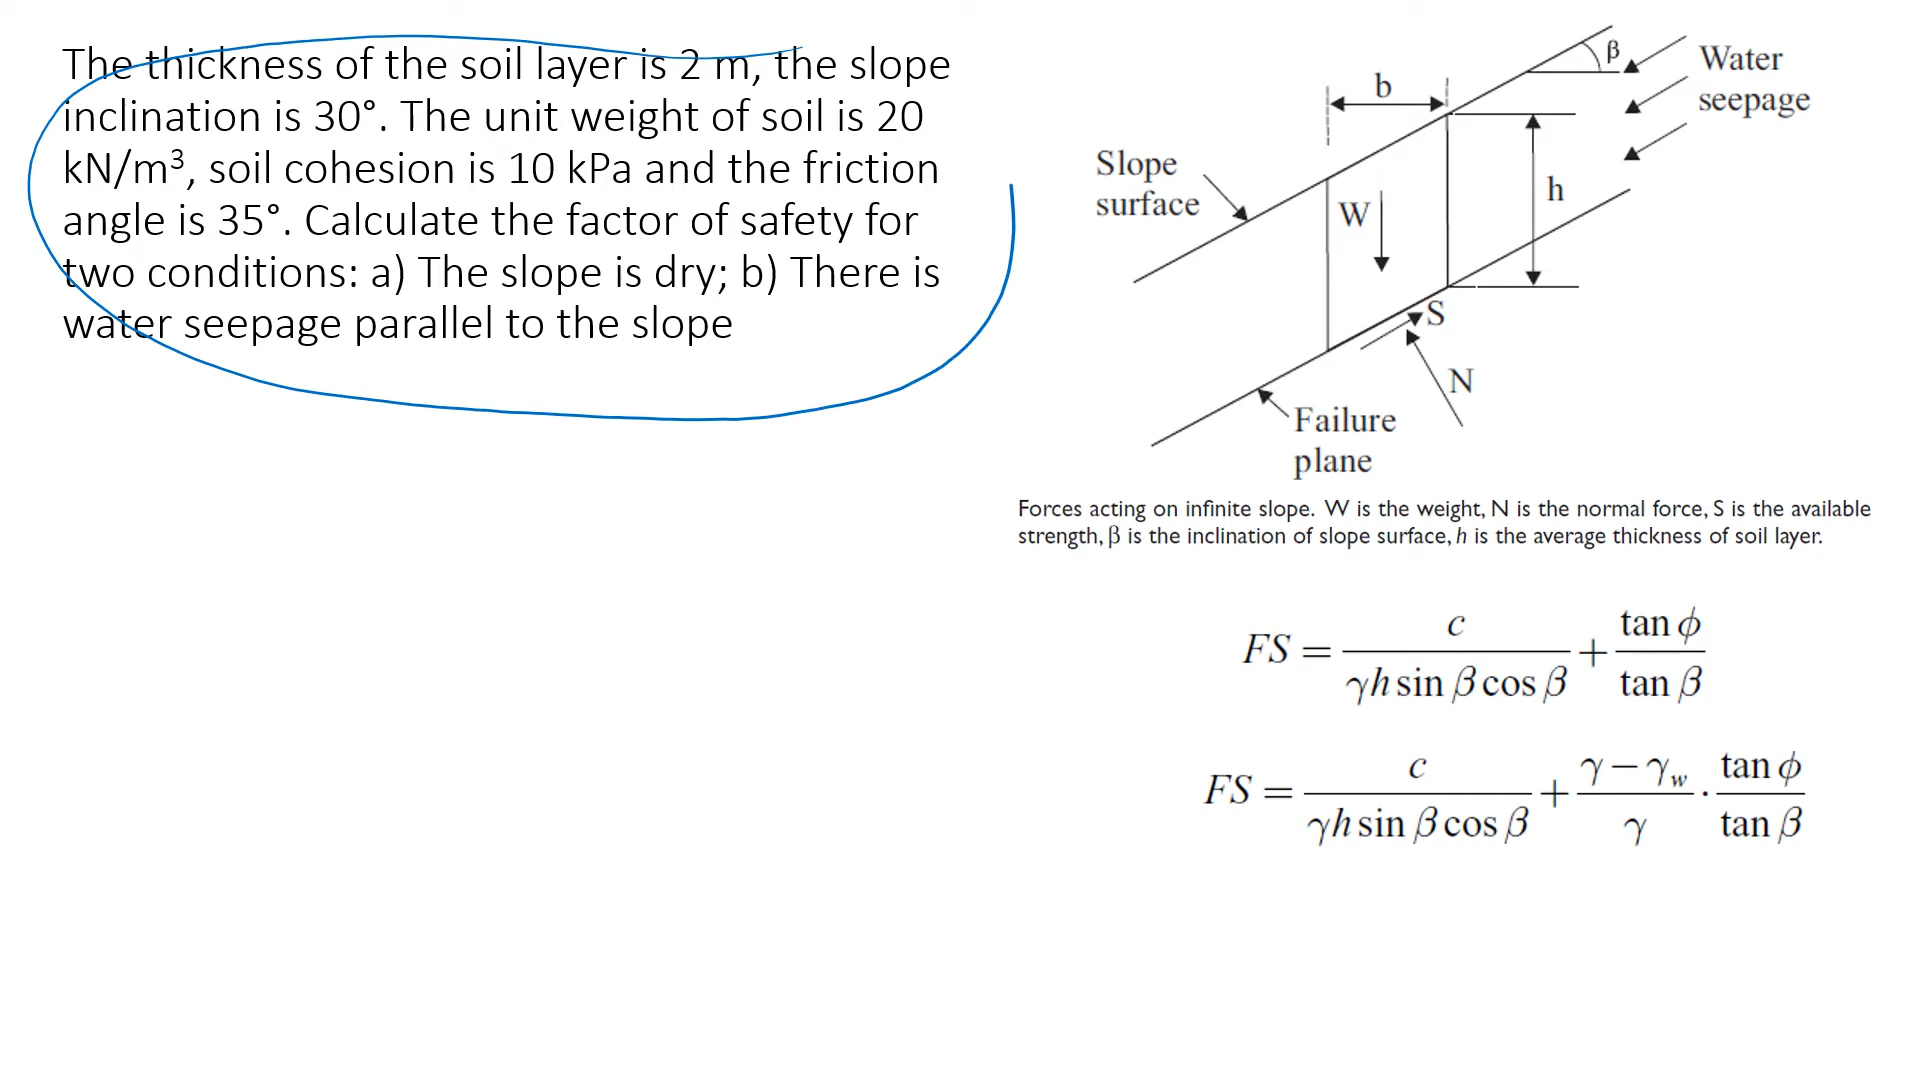 The thickness of the soil layer is 2 m, the slope
inclination is 30°. The unit weight of soil is 20
kN/m³, soil cohesion is 10 kPa and the friction
angle is 35°. Calculate the factor of safety for
two conditions: a) The slope is dry; b) There is
water seepage parallel to the slope
β
Water
seepage
b
Slope
surface
h
W
S
N
Failure
plane
Forces acting on infinite slope. W is the weight, N is the normal force, S is the available
strength, β is the inclination of slope surface, h is the average thickness of soil layer.
FS = c / (γh sin β cos β) + tan ϕ / tan β
FS = c / (γh sin β cos β) + (γ − γw) / γ · tan ϕ / tan β